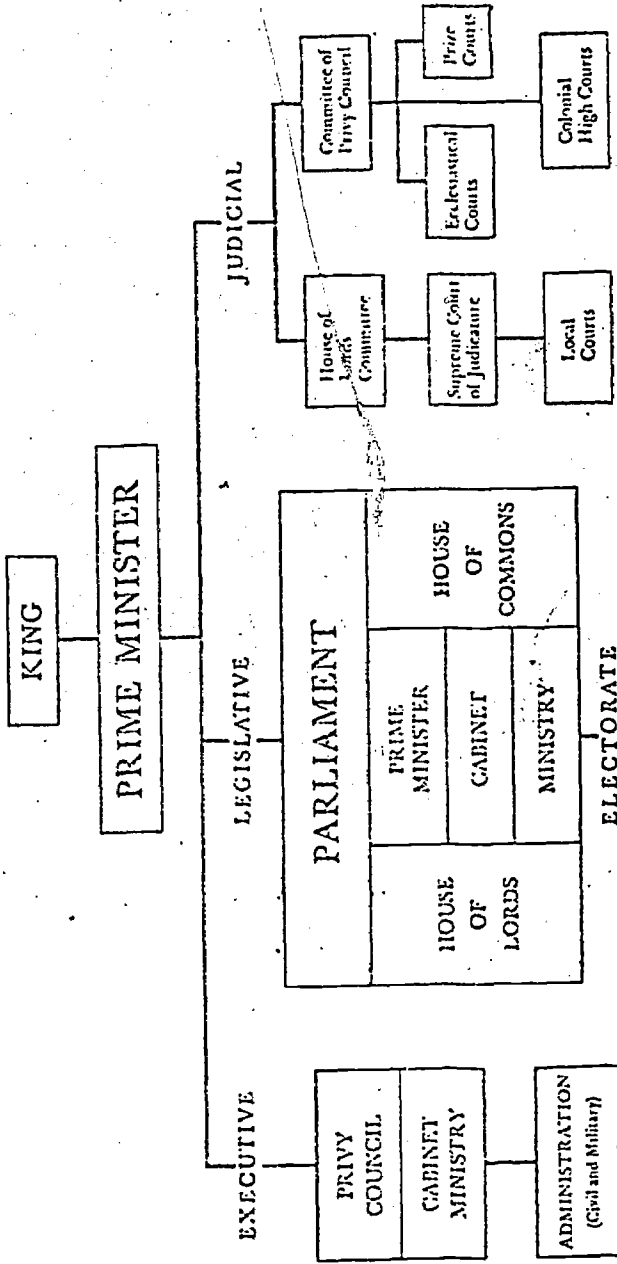 KING
PRIME MINISTER
EXECUTIVE
LEGISLATIVE
JUDICIAL
PRIVY
COUNCIL
CABINET
MINISTRY
ADMINISTRATION
(Civil and Military)
PARLIAMENT
HOUSE
OF
LORDS
PRIME
MINISTER
CABINET
MINISTRY
HOUSE
OF
COMMONS
ELECTORATE
House of
Lords
Committee
Supreme Court
of Judicature
Local
Courts
Committee of
Privy Council
Ecclesiastical
Courts
Prize
Courts
Colonial
High Courts